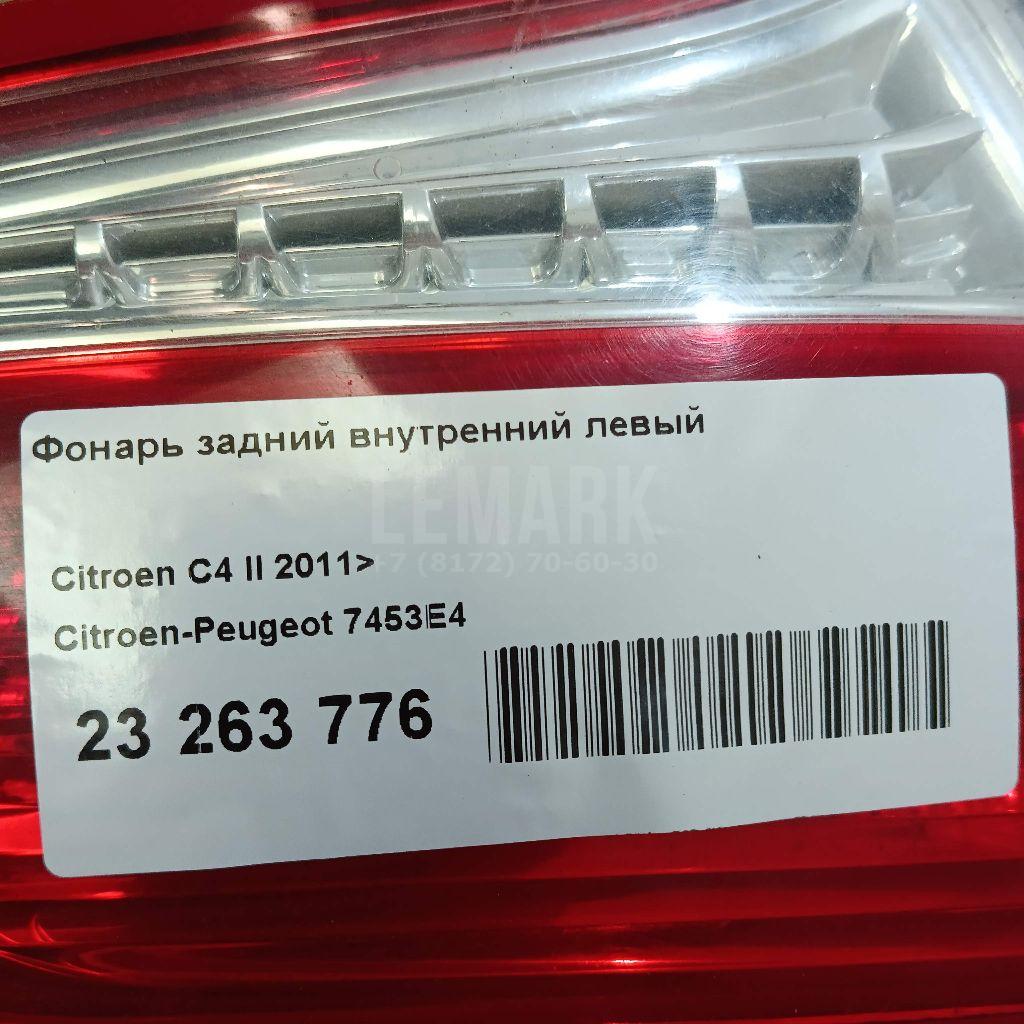 Фонарь задний внутренний левый
LEMARK
+7 (8172) 70-60-30
Citroen C4 II 2011>
Citroen-Peugeot 7453E4
23 263 776